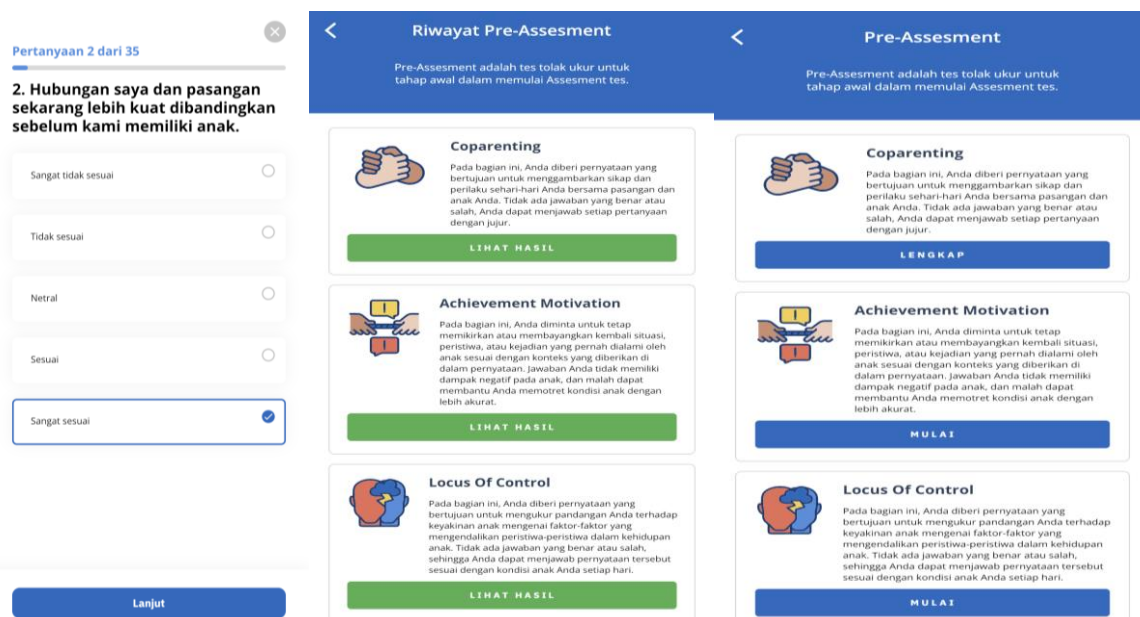 Pertanyaan 2 dari 35
2. Hubungan saya dan pasangan
sekarang lebih kuat dibandingkan
sebelum kami memiliki anak.
Sangat tidak sesuai
Tidak sesuai
Netral
Sesuai
Sangat sesuai
Lanjut
Riwayat Pre-Assesment
Pre-Assesment adalah tes tolak ukur untuk
tahap awal dalam memulai Assesment tes.
Coparenting
Pada bagian ini, Anda diberi pernyataan yang
bertujuan untuk menggambarkan sikap dan
perilaku sehari-hari Anda bersama pasangan dan
anak Anda. Tidak ada jawaban yang benar atau
salah, Anda dapat menjawab setiap pertanyaan
dengan jujur.
LIHAT HASIL
Achievement Motivation
Pada bagian ini, Anda diminta untuk tetap
memikirkan atau membayangkan kembali situasi,
peristiwa, atau kejadian yang pernah dialami oleh
anak sesuai dengan konteks yang diberikan di
dalam pernyataan. Jawaban Anda tidak memiliki
dampak negatif pada anak, dan malah dapat
membantu Anda memotret kondisi anak dengan
lebih akurat.
LIHAT HASIL
Locus Of Control
Pada bagian ini, Anda diberi pernyataan yang
bertujuan untuk mengukur pandangan Anda terhadap
keyakinan anak mengenai faktor-faktor yang
mengendalikan peristiwa-peristiwa dalam kehidupan
anak. Tidak ada jawaban yang benar atau salah,
sehingga Anda dapat menjawab pernyataan tersebut
sesuai dengan kondisi anak Anda setiap hari.
LIHAT HASIL
Pre-Assesment
Pre-Assesment adalah tes tolak ukur untuk
tahap awal dalam memulai Assesment tes.
Coparenting
Pada bagian ini, Anda diberi pernyataan yang
bertujuan untuk menggambarkan sikap dan
perilaku sehari-hari Anda bersama pasangan dan
anak Anda. Tidak ada jawaban yang benar atau
salah, Anda dapat menjawab setiap pertanyaan
dengan jujur.
LENGKAP
Achievement Motivation
Pada bagian ini, Anda diminta untuk tetap
memikirkan atau membayangkan kembali situasi,
peristiwa, atau kejadian yang pernah dialami oleh
anak sesuai dengan konteks yang diberikan di
dalam pernyataan. Jawaban Anda tidak memiliki
dampak negatif pada anak, dan malah dapat
membantu Anda memotret kondisi anak dengan
lebih akurat.
MULAI
Locus Of Control
Pada bagian ini, Anda diberi pernyataan yang
bertujuan untuk mengukur pandangan Anda terhadap
keyakinan anak mengenai faktor-faktor yang
mengendalikan peristiwa-peristiwa dalam kehidupan
anak. Tidak ada jawaban yang benar atau salah,
sehingga Anda dapat menjawab pernyataan tersebut
sesuai dengan kondisi anak Anda setiap hari.
MULAI